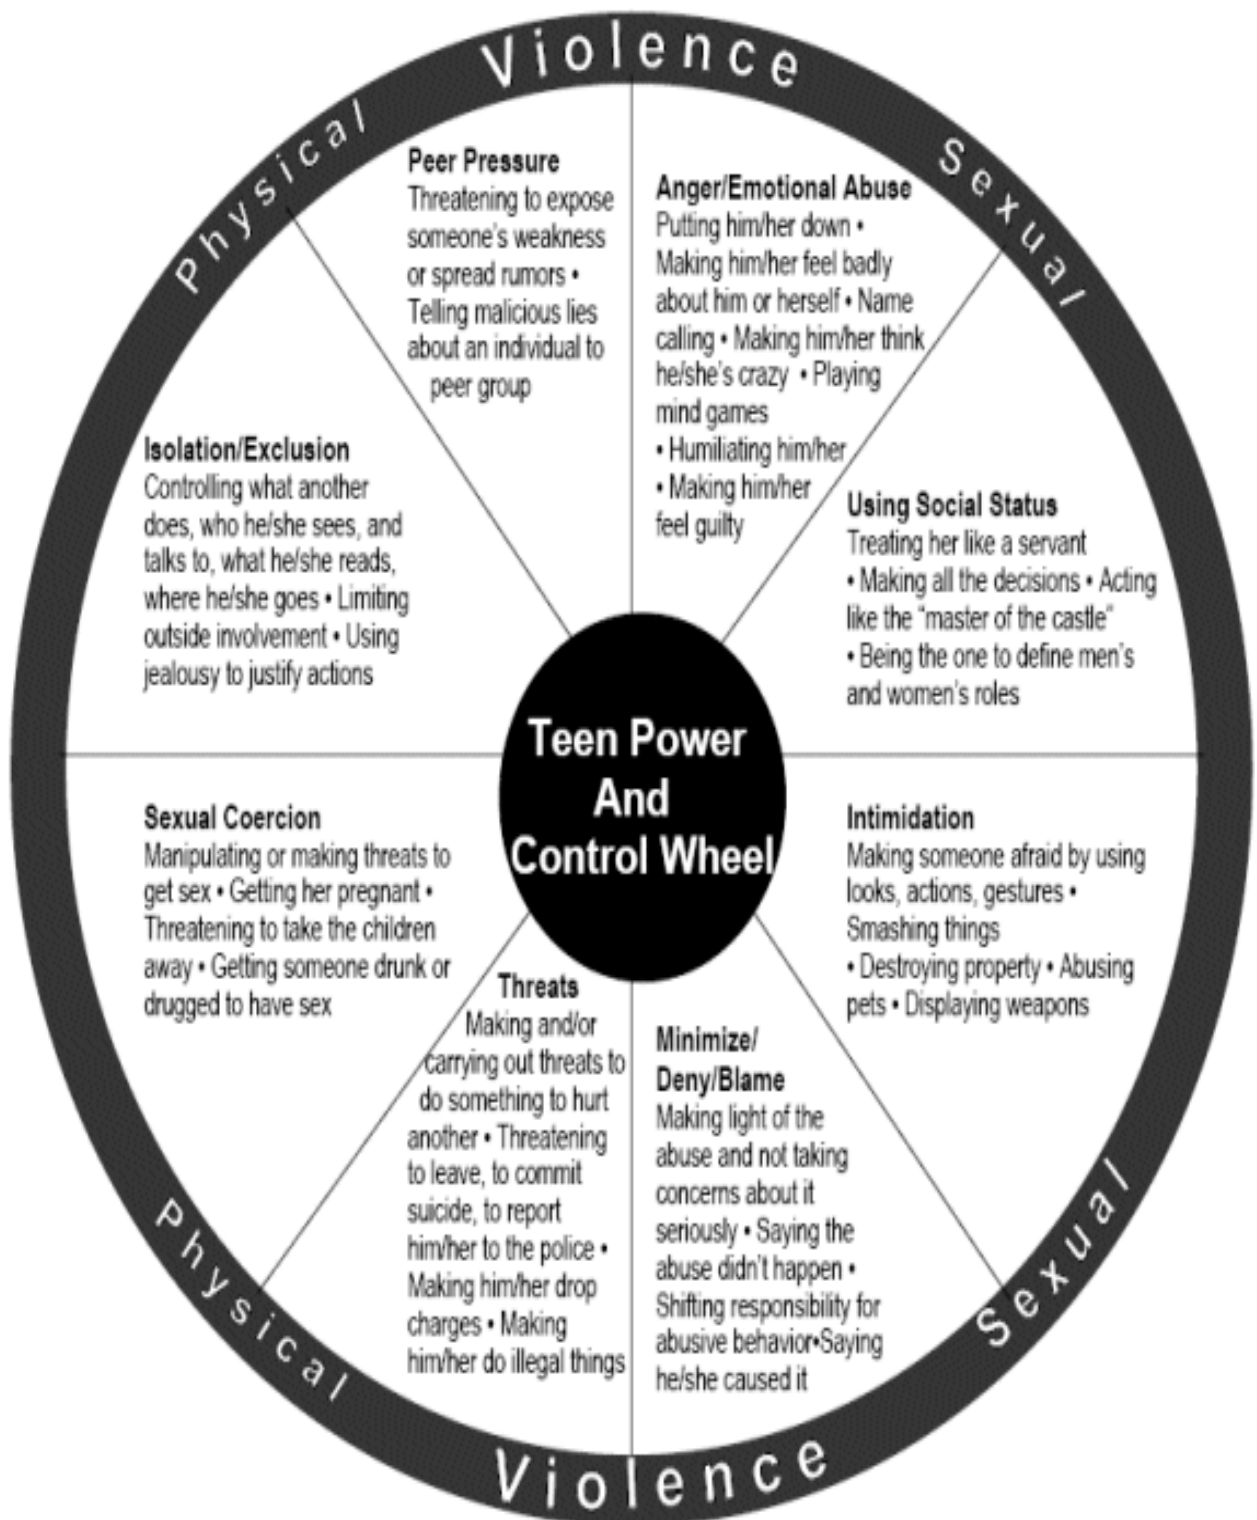 Physical Violence Sexual
Peer Pressure
Threatening to expose
someone's weakness
or spread rumors •
Telling malicious lies
about an individual to
peer group
Anger/Emotional Abuse
Putting him/her down •
Making him/her feel badly
about him or herself • Name
calling • Making him/her think
he/she's crazy • Playing
mind games
• Humiliating him/her
• Making him/her
feel guilty
Isolation/Exclusion
Controlling what another
does, who he/she sees, and
talks to, what he/she reads,
where he/she goes • Limiting
outside involvement • Using
jealousy to justify actions
Using Social Status
Treating her like a servant
• Making all the decisions • Acting
like the "master of the castle"
• Being the one to define men's
and women's roles
Teen Power
And
Control Wheel
Sexual Coercion
Manipulating or making threats to
get sex • Getting her pregnant •
Threatening to take the children
away • Getting someone drunk or
drugged to have sex
Intimidation
Making someone afraid by using
looks, actions, gestures •
Smashing things
• Destroying property • Abusing
pets • Displaying weapons
Threats
Making and/or
carrying out threats to
do something to hurt
another • Threatening
to leave, to commit
suicide, to report
him/her to the police •
Making him/her drop
charges • Making
him/her do illegal things
Minimize/
Deny/Blame
Making light of the
abuse and not taking
concerns about it
seriously • Saying the
abuse didn't happen •
Shifting responsibility for
abusive behavior•Saying
he/she caused it
Physical Violence Sexual